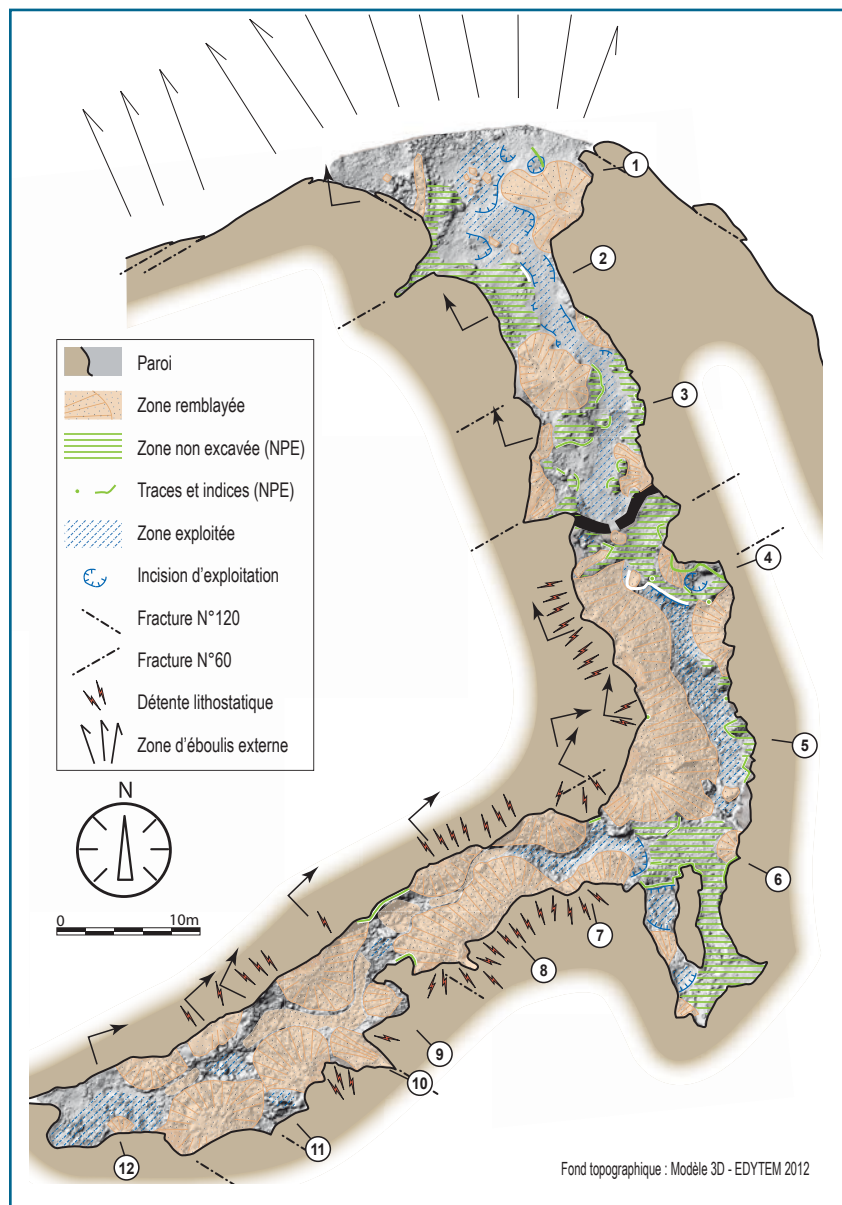 1
2
3
4
5
6
7
8
9
10
11
12
Paroi
Zone remblayée
Zone non excavée (NPE)
Traces et indices (NPE)
Zone exploitée
Incision d'exploitation
Fracture N°120
Fracture N°60
Détente lithostatique
Zone d'éboulis externe
N
0 10m
Fond topographique : Modèle 3D - EDYTEM 2012